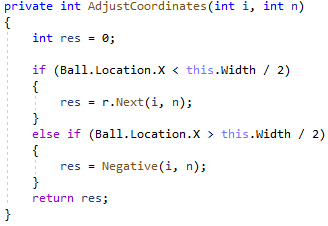 private int AdjustCoordinates(int i, int n)
{
    int res = 0;

    if (Ball.Location.X < this.Width / 2)
    {
        res = r.Next(i, n);
    }
    else if (Ball.Location.X > this.Width / 2)
    {
        res = Negative(i, n);
    }
    return res;
}